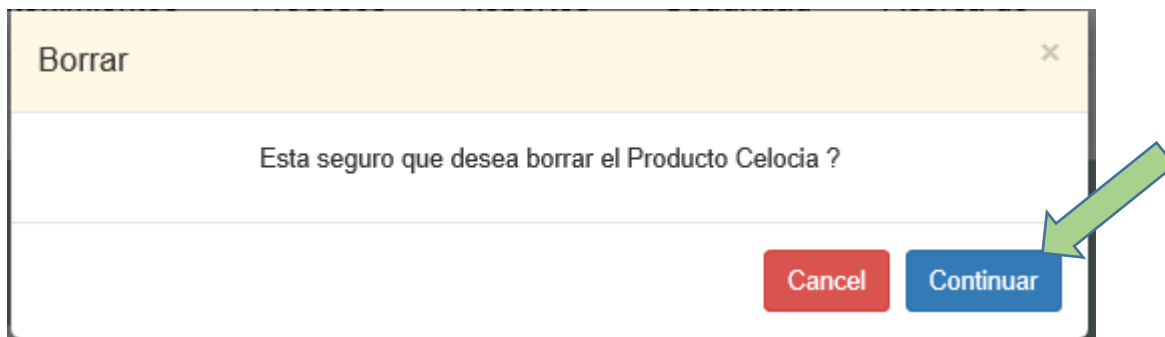 Borrar
×
Esta seguro que desea borrar el Producto Celocia ?
Cancel
Continuar